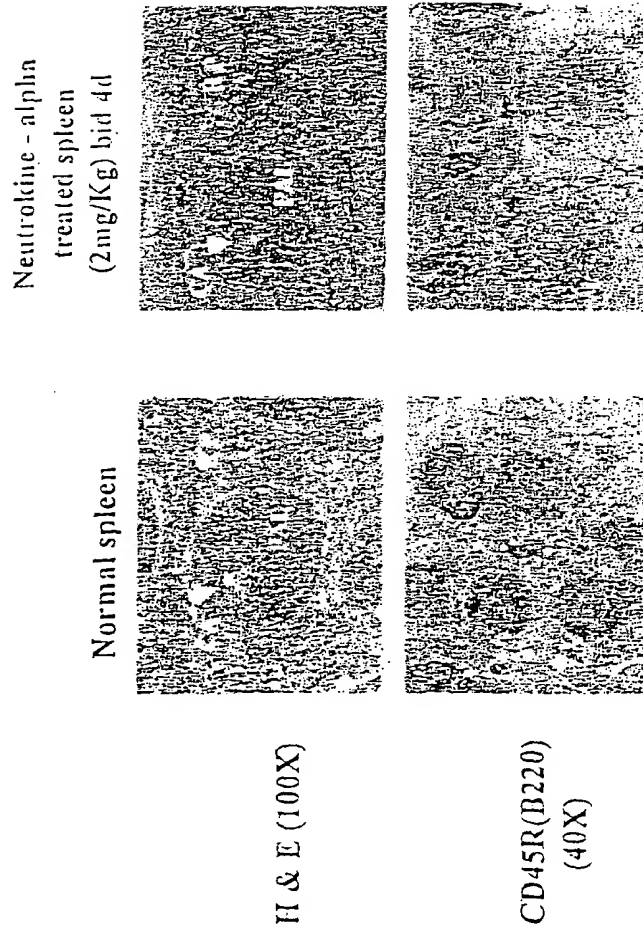 Neutrokine - alpha
treated spleen
(2mg/Kg) bid 4d
Normal spleen
H & E (100X)
CD45R(B220)
(40X)